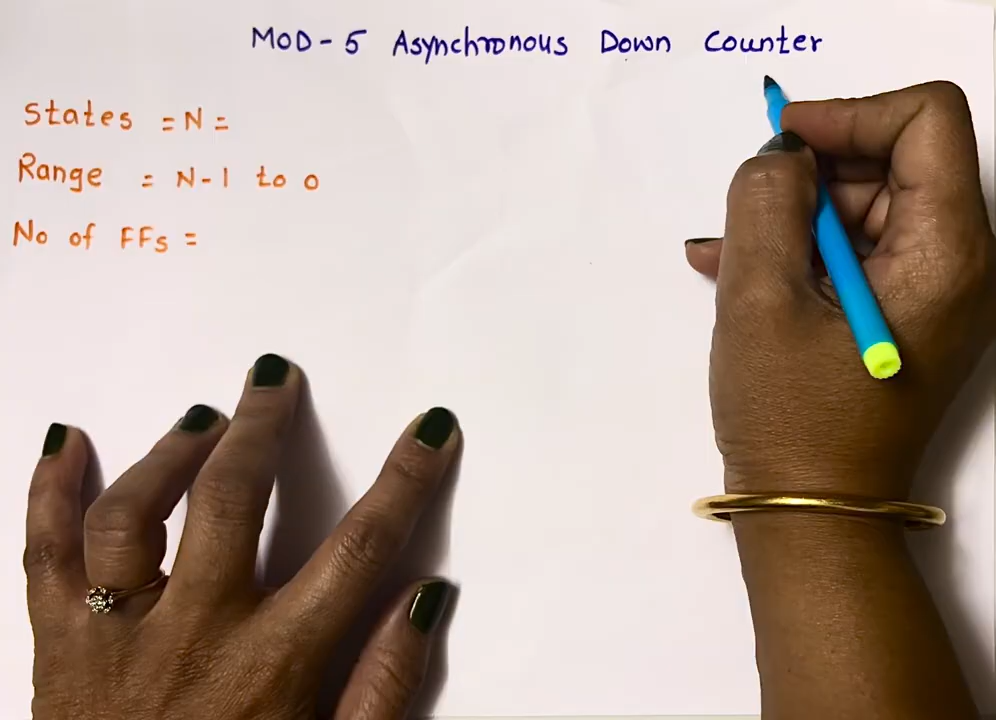 MOD - 5 Asynchronous Down Counter
States = N =
Range = N - 1 to 0
No of FFs =